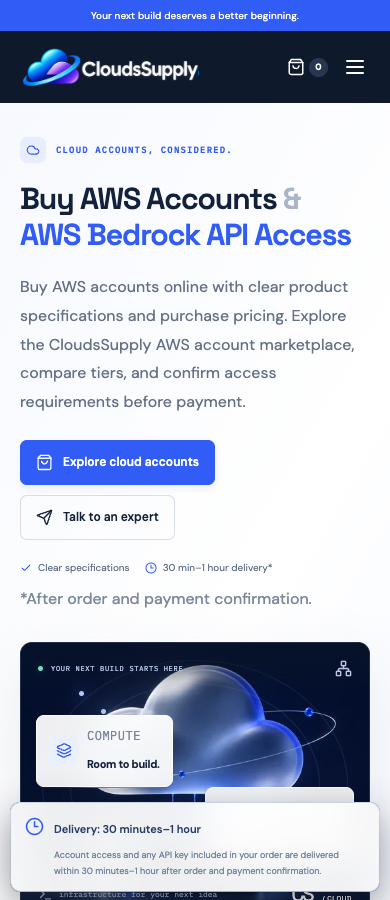 Your next build deserves a better beginning.
CloudsSupply
0
CLOUD ACCOUNTS, CONSIDERED.
Buy AWS Accounts &
AWS Bedrock API Access
Buy AWS accounts online with clear product
specifications and purchase pricing. Explore
the CloudsSupply AWS account marketplace,
compare tiers, and confirm access
requirements before payment.
Explore cloud accounts
Talk to an expert
Clear specifications
30 min–1 hour delivery*
*After order and payment confirmation.
YOUR NEXT BUILD STARTS HERE
COMPUTE
Room to build.
Delivery: 30 minutes–1 hour
Account access and any API key included in your order are delivered
within 30 minutes–1 hour after order and payment confirmation.
infrastructure for your next idea
/CLOUD